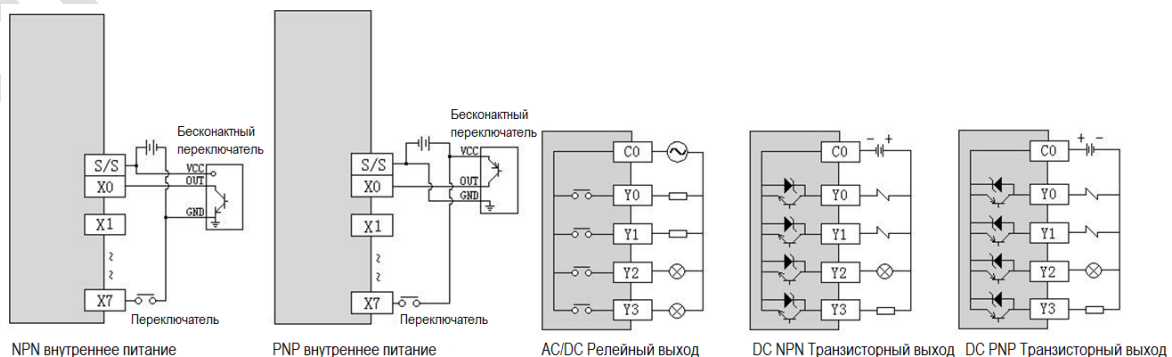 Бесконактный
переключатель
S/S
VCC
OUT
X0
GND
X1
X7
Переключатель
NPN внутреннее питание
Бесконактный
переключатель
VCC
S/S
X0
OUT
GND
X1
X7
Переключатель
PNP внутреннее питание
C0
Y0
Y1
Y2
Y3
AC/DC Релейный выход
C0
Y0
Y1
Y2
Y3
DC NPN Транзисторный выход
C0
Y0
Y1
Y2
Y3
DC PNP Транзисторный выход